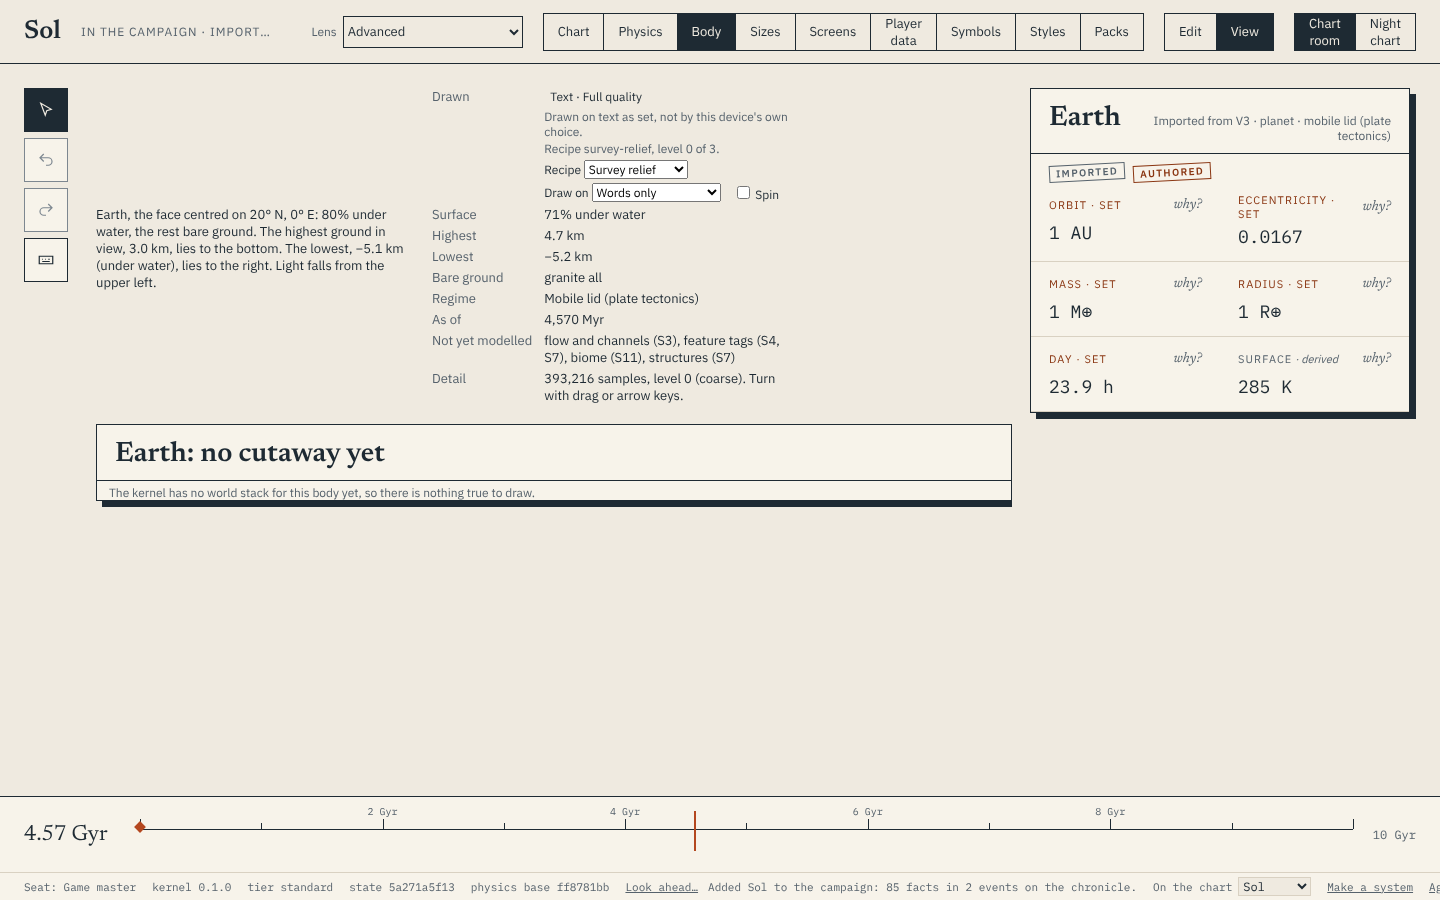 Sol
IN THE CAMPAIGN · IMPORT…
Lens
Advanced
Chart
Physics
Body
Sizes
Screens
Player
data
Symbols
Styles
Packs
Edit
View
Chart
room
Night
chart
Earth, the face centred on 20° N, 0° E: 80% under
water, the rest bare ground. The highest ground in
view, 3.0 km, lies to the bottom. The lowest, −5.1 km
(under water), lies to the right. Light falls from the
upper left.
Drawn
Text · Full quality
Drawn on text as set, not by this device's own
choice.
Recipe survey-relief, level 0 of 3.
Recipe Survey relief
Draw on Words only Spin
Surface 71% under water
Highest 4.7 km
Lowest −5.2 km
Bare ground granite all
Regime Mobile lid (plate tectonics)
As of 4,570 Myr
Not yet modelled flow and channels (S3), feature tags (S4,
S7), biome (S11), structures (S7)
Detail 393,216 samples, level 0 (coarse). Turn
with drag or arrow keys.
Earth: no cutaway yet
The kernel has no world stack for this body yet, so there is nothing true to draw.
Earth
Imported from V3 · planet · mobile lid (plate
tectonics)
IMPORTED AUTHORED
ORBIT · SET why?
1 AU
ECCENTRICITY ·
SET why?
0.0167
MASS · SET why?
1 M⊕
RADIUS · SET why?
1 R⊕
DAY · SET why?
23.9 h
SURFACE · derived why?
285 K
4.57 Gyr
2 Gyr
4 Gyr
6 Gyr
8 Gyr
10 Gyr
Seat: Game master kernel 0.1.0 tier standard state 5a271a5f13 physics base ff8781bb Look ahead… Added Sol to the campaign: 85 facts in 2 events on the chronicle. On the chart Sol Make a system